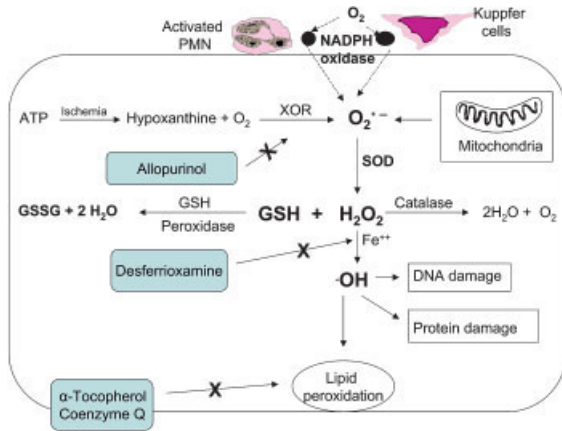 Activated
PMN
O₂
NADPH
oxidase
Kupffer
cells
ATP
Ischemia
Hypoxanthine + O₂
XOR
O₂˙⁻
Mitochondria
Allopurinol
X
SOD
GSSG + 2 H₂O
GSH
Peroxidase
GSH + H₂O₂
Catalase
2H₂O + O₂
Desferrioxamine
X
Fe⁺⁺
·OH
DNA damage
Protein damage
Lipid
peroxidation
α-Tocopherol
Coenzyme Q
X